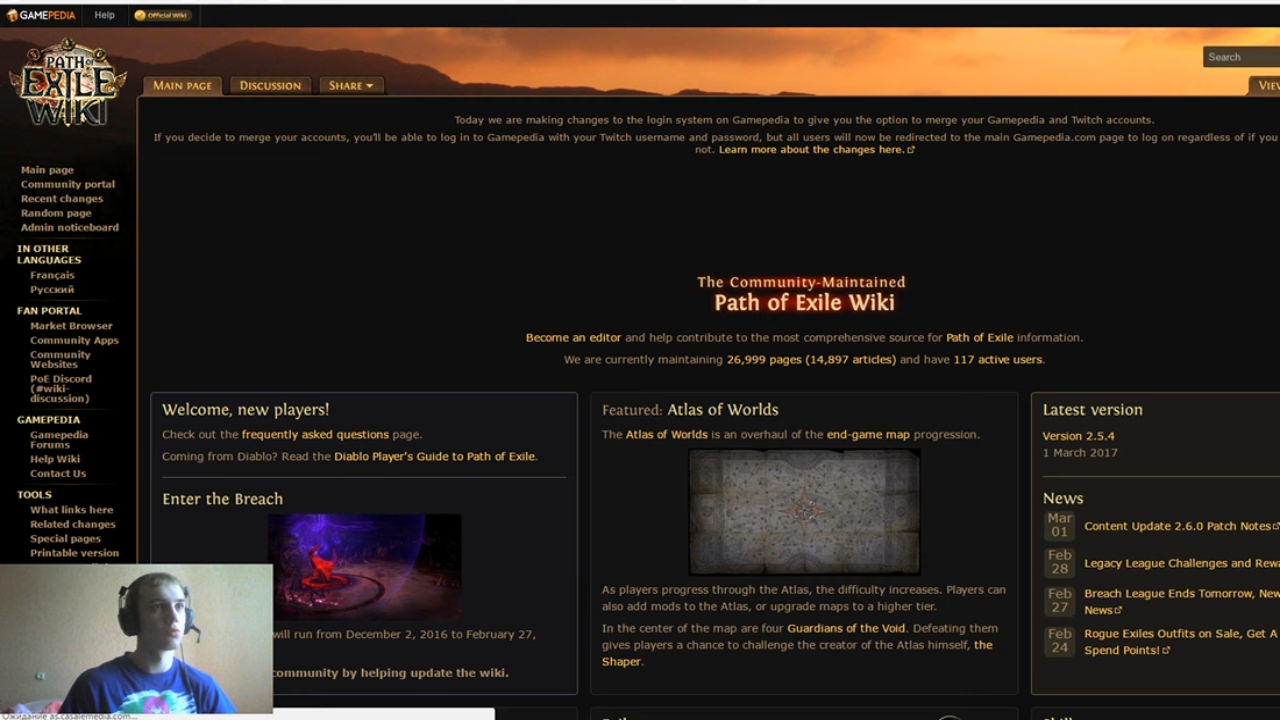 GAMEPEDIA
Help
Official Wiki
PATH of
EXILE
WIKI
Search
MAIN PAGE
DISCUSSION
SHARE
Today we are making changes to the login system on Gamepedia to give you the option to merge your Gamepedia and Twitch accounts.
If you decide to merge your accounts, you'll be able to log in to Gamepedia with your Twitch username and password, but all users will now be redirected to the main Gamepedia.com page to log on regardless of if you
not. Learn more about the changes here.
Main page
Community portal
Recent changes
Random page
Admin noticeboard
IN OTHER
LANGUAGES
Français
Русский
FAN PORTAL
Market Browser
Community Apps
Community
Websites
PoE Discord
(#wiki-
discussion)
GAMEPEDIA
Gamepedia
Forums
Help Wiki
Contact Us
TOOLS
What links here
Related changes
Special pages
Printable version
The Community-Maintained
Path of Exile Wiki
Become an editor and help contribute to the most comprehensive source for Path of Exile information.
We are currently maintaining 26,999 pages (14,897 articles) and have 117 active users.
Welcome, new players!
Check out the frequently asked questions page.
Coming from Diablo? Read the Diablo Player's Guide to Path of Exile.
Enter the Breach
will run from December 2, 2016 to February 27,
community by helping update the wiki.
Featured: Atlas of Worlds
The Atlas of Worlds is an overhaul of the end-game map progression.
As players progress through the Atlas, the difficulty increases. Players can
also add mods to the Atlas, or upgrade maps to a higher tier.
In the center of the map are four Guardians of the Void. Defeating them
gives players a chance to challenge the creator of the Atlas himself, the
Shaper.
Latest version
Version 2.5.4
1 March 2017
News
Mar
01
Content Update 2.6.0 Patch Notes
Feb
28
Legacy League Challenges and Rew
Feb
27
Breach League Ends Tomorrow, New
News
Feb
24
Rogue Exiles Outfits on Sale, Get A
Spend Points!
Ожидание as.casalemedia.com...